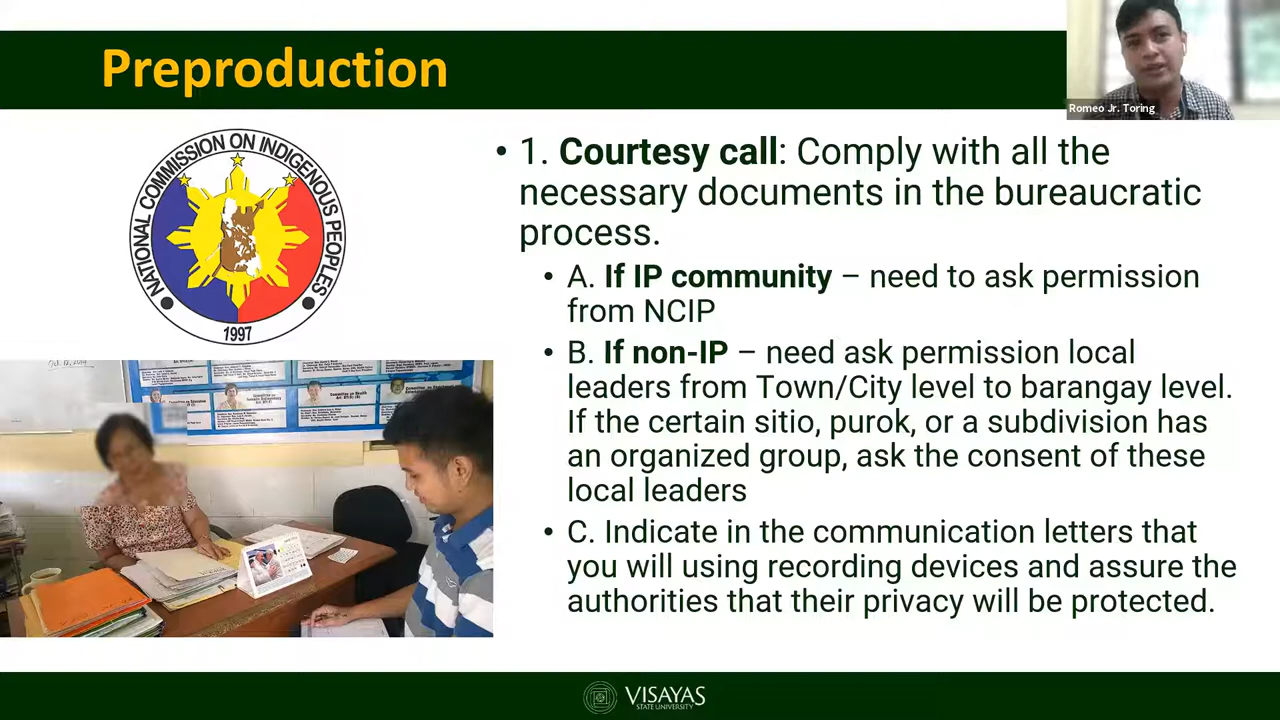 Preproduction
Romeo Jr. Toring
NATIONAL COMMISSION ON INDIGENOUS PEOPLES
1997
• 1. Courtesy call: Comply with all the
necessary documents in the bureaucratic
process.
• A. If IP community – need to ask permission
from NCIP
• B. If non-IP – need ask permission local
leaders from Town/City level to barangay level.
If the certain sitio, purok, or a subdivision has
an organized group, ask the consent of these
local leaders
• C. Indicate in the communication letters that
you will using recording devices and assure the
authorities that their privacy will be protected.
VISAYAS
STATE UNIVERSITY